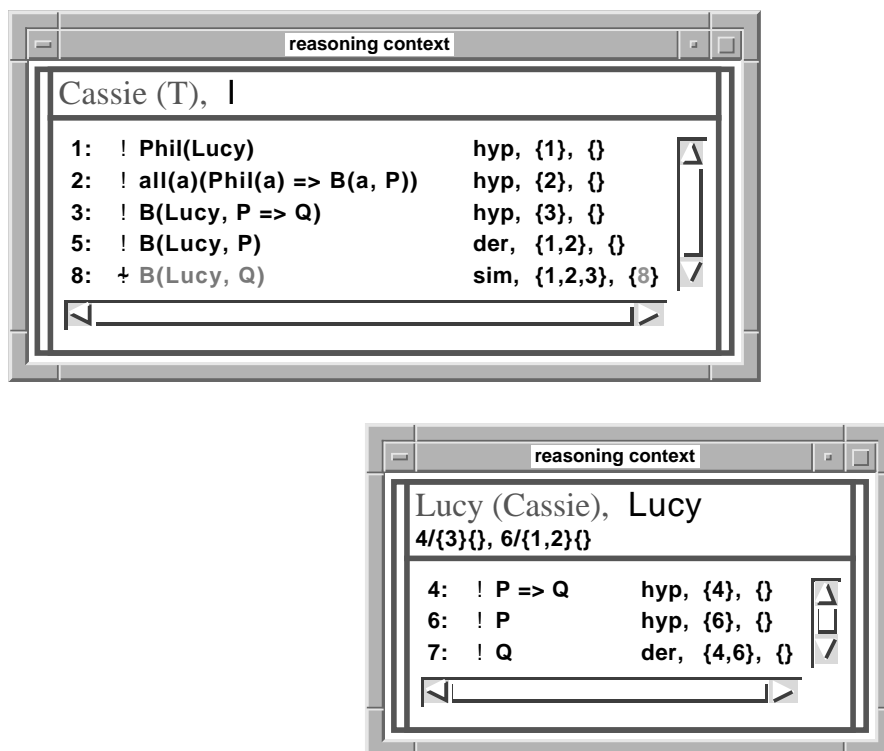 reasoning context
Cassie (T), I
1: ! Phil(Lucy) hyp, {1}, {}
2: ! all(a)(Phil(a) => B(a, P)) hyp, {2}, {}
3: ! B(Lucy, P => Q) hyp, {3}, {}
5: ! B(Lucy, P) der, {1,2}, {}
8: ! B(Lucy, Q) sim, {1,2,3}, {8}
reasoning context
Lucy (Cassie), Lucy
4/{3}{}, 6/{1,2}{}
4: ! P => Q hyp, {4}, {}
6: ! P hyp, {6}, {}
7: ! Q der, {4,6}, {}